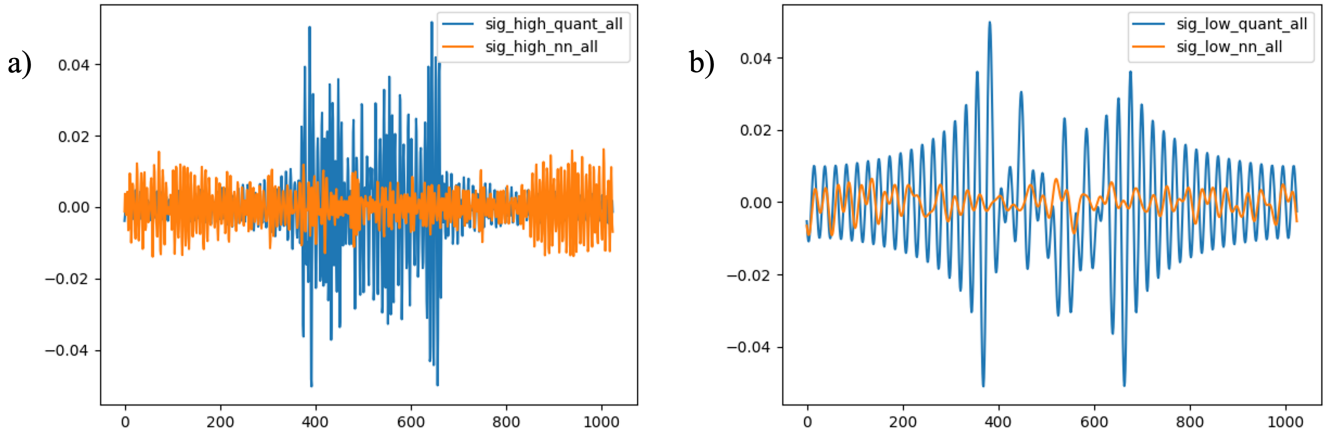 a)
sig_high_quant_all
sig_high_nn_all
0.04
0.02
0.00
−0.02
−0.04
0 200 400 600 800 1000
b)
sig_low_quant_all
sig_low_nn_all
0.04
0.02
0.00
−0.02
−0.04
0 200 400 600 800 1000